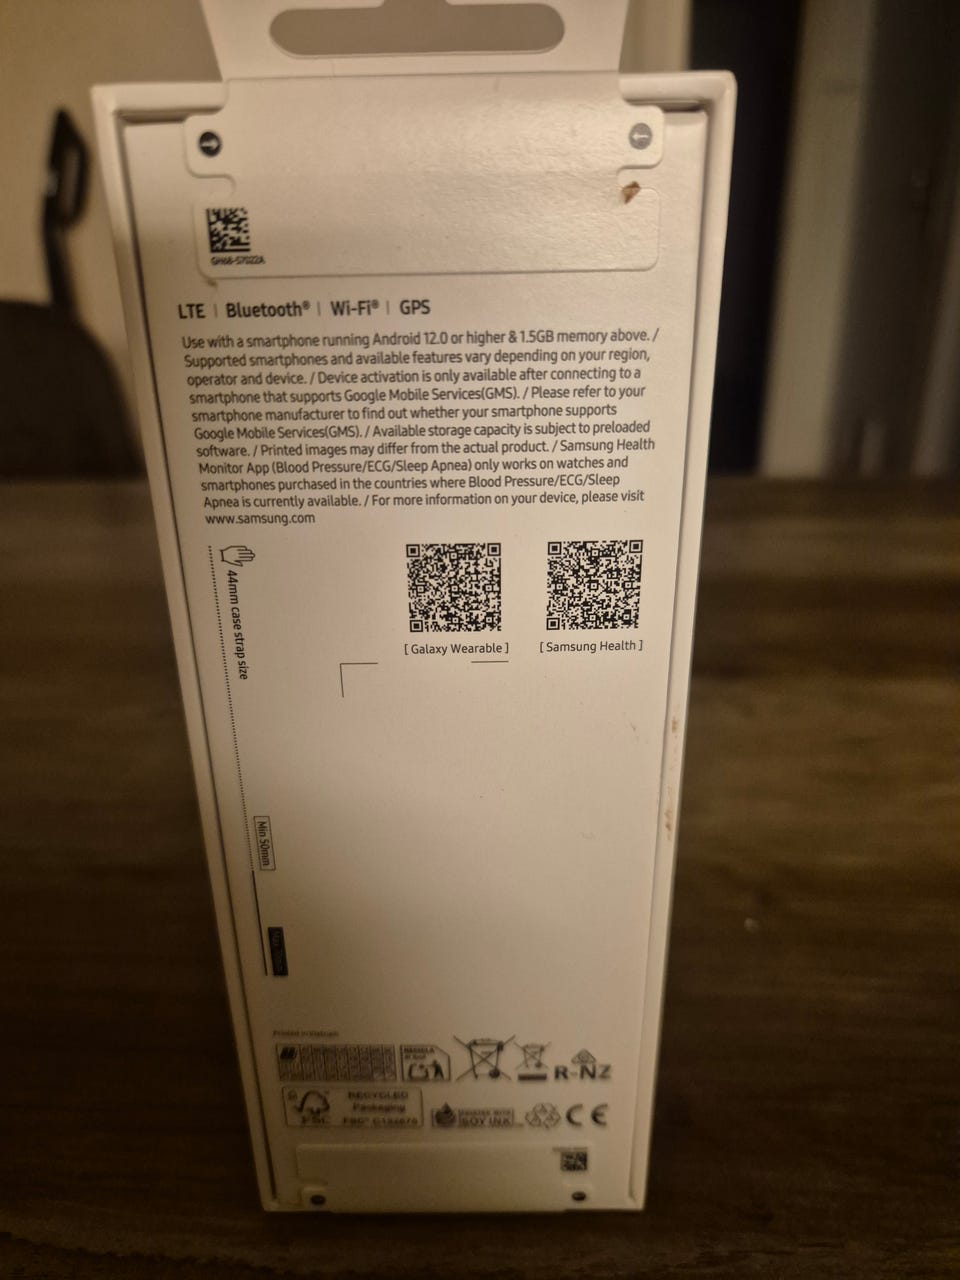 GH68-57022A
LTE | Bluetooth® | Wi-Fi® | GPS
Use with a smartphone running Android 12.0 or higher & 1.5GB memory above. /
Supported smartphones and available features vary depending on your region,
operator and device. / Device activation is only available after connecting to a
smartphone that supports Google Mobile Services(GMS). / Please refer to your
smartphone manufacturer to find out whether your smartphone supports
Google Mobile Services(GMS). / Available storage capacity is subject to preloaded
software. / Printed images may differ from the actual product. / Samsung Health
Monitor App (Blood Pressure/ECG/Sleep Apnea) only works on watches and
smartphones purchased in the countries where Blood Pressure/ECG/Sleep
Apnea is currently available. / For more information on your device, please visit
www.samsung.com
44mm case strap size
[ Galaxy Wearable ]
[ Samsung Health ]
Min 50mm
Printed in Vietnam
R-NZ
FSC
RECYCLED
Packaging
PRINTED WITH
SOY INK
CE